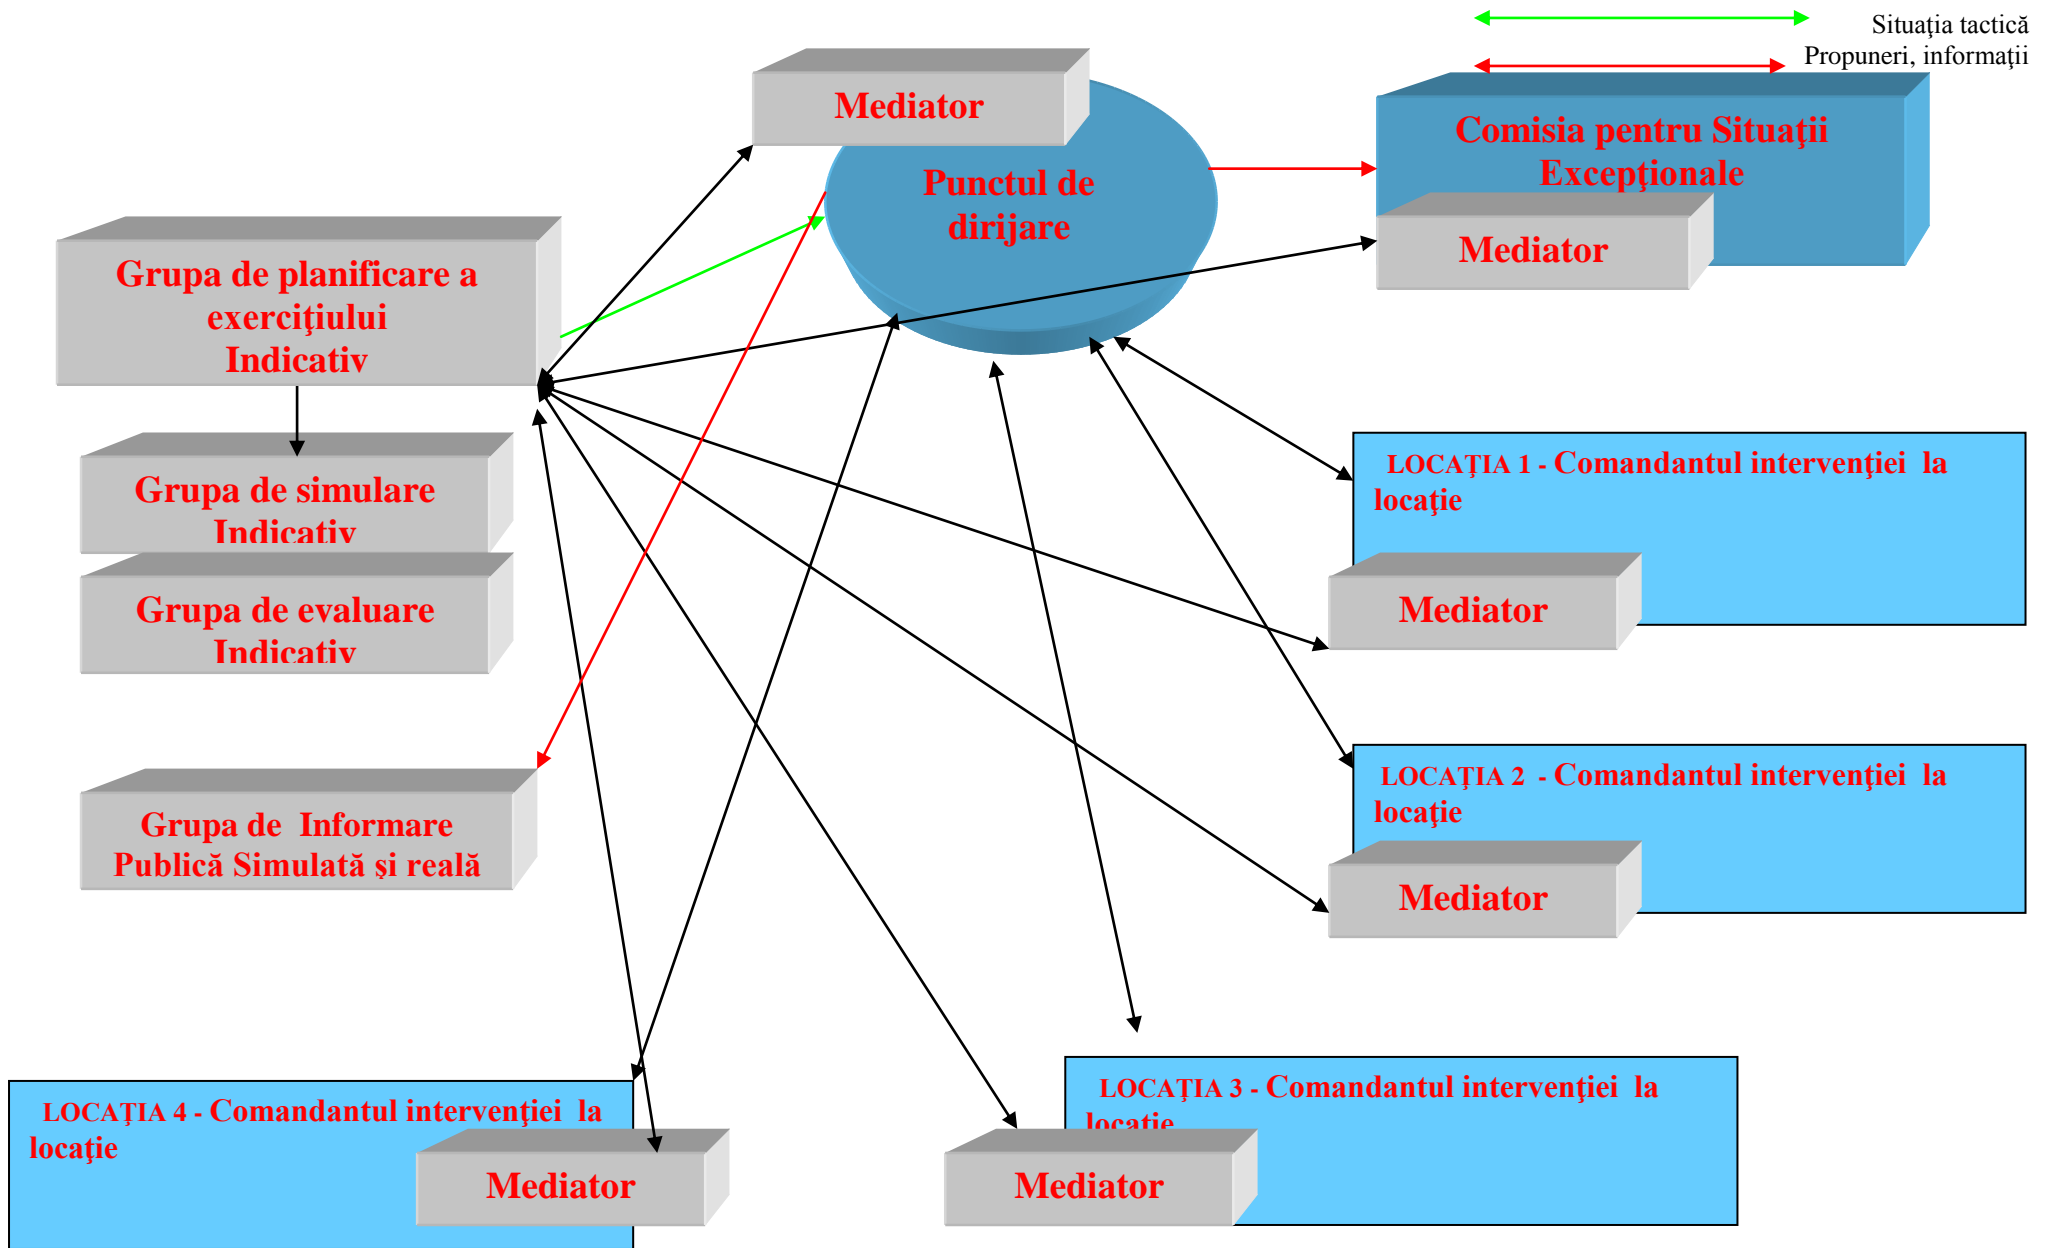 Situaţia tactică
Propuneri, informaţii
Mediator
Comisia pentru Situaţii
Excepţionale
Mediator
Punctul de
dirijare
Grupa de planificare a
exerciţiului
Indicativ
Grupa de simulare
Indicativ
Grupa de evaluare
Indicativ
Grupa de Informare
Publică Simulată şi reală
LOCAŢIA 1 - Comandantul intervenţiei la
locaţie
Mediator
LOCAŢIA 2 - Comandantul intervenţiei la
locaţie
Mediator
LOCAŢIA 3 - Comandantul intervenţiei la
locaţie
Mediator
LOCAŢIA 4 - Comandantul intervenţiei la
locaţie
Mediator